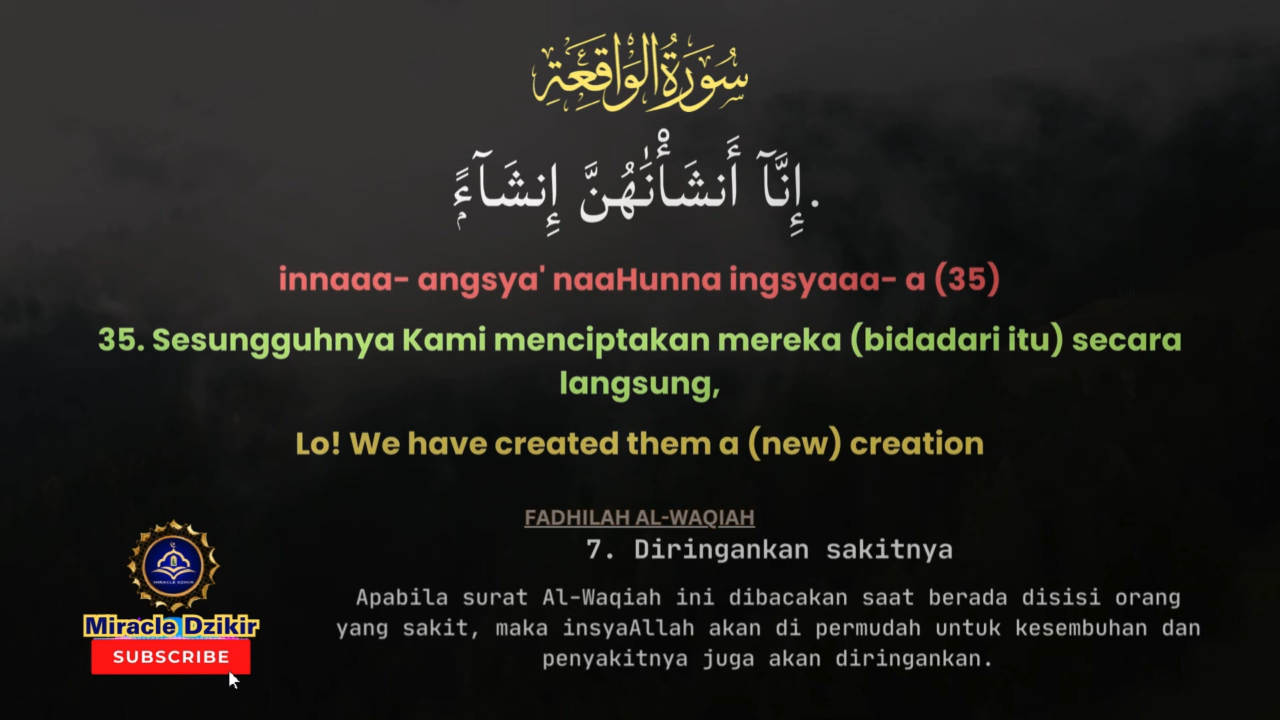 سُورَةُ الْوَاقِعَةِ
.إِنَّآ أَنشَأْنَٰهُنَّ إِنشَآءًۭ
innaaa- angsya' naaHunna ingsyaaa- a (35)
35. Sesungguhnya Kami menciptakan mereka (bidadari itu) secara
langsung,
Lo! We have created them a (new) creation
FADHILAH AL-WAQIAH
7. Diringankan sakitnya
Apabila surat Al-Waqiah ini dibacakan saat berada disisi orang
yang sakit, maka insyaAllah akan di permudah untuk kesembuhan dan
penyakitnya juga akan diringankan.
MIRACLE DZIKIR
Miracle Dzikir
SUBSCRIBE